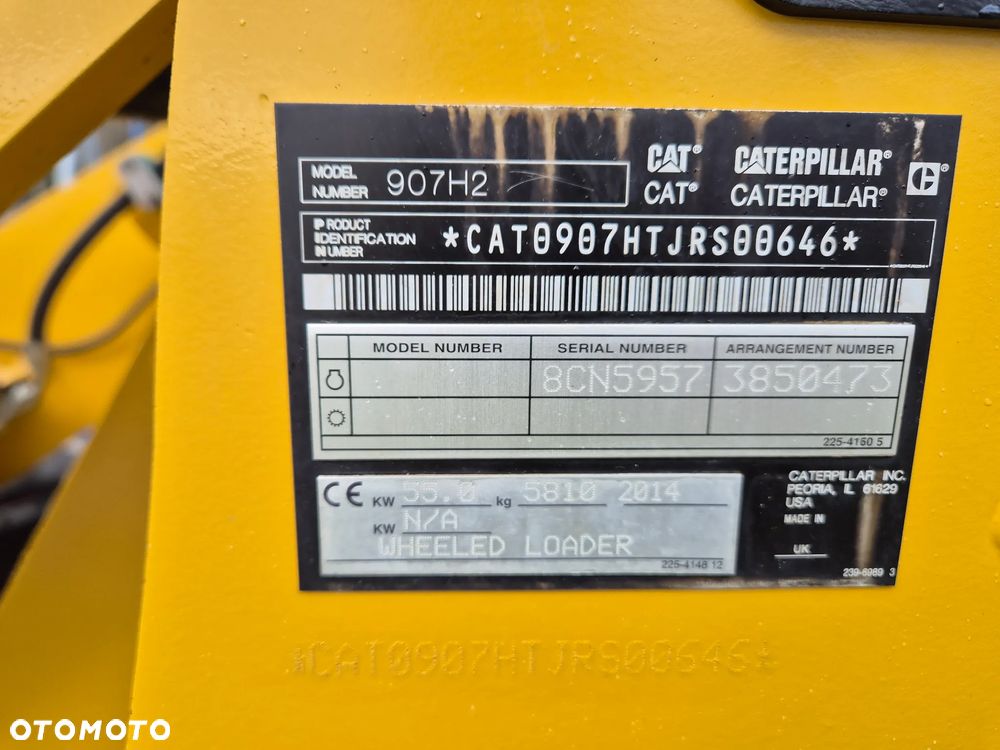 MODEL NUMBER 907H2
CAT® CATERPILLAR®
CAT® CATERPILLAR®
PRODUCT IDENTIFICATION NUMBER *CAT0907HTJRS00646*
MODEL NUMBER SERIAL NUMBER ARRANGEMENT NUMBER
8CN5957 3850473
225-4150 5
CE KW 55.0 kg 5810 2014
KW N/A
WHEELED LOADER
225-4148 12
CATERPILLAR INC.
PEORIA, IL 61629
USA
MADE IN
UK
239-6989 3
*CAT0907HTJRS00646*
OTOMOTO